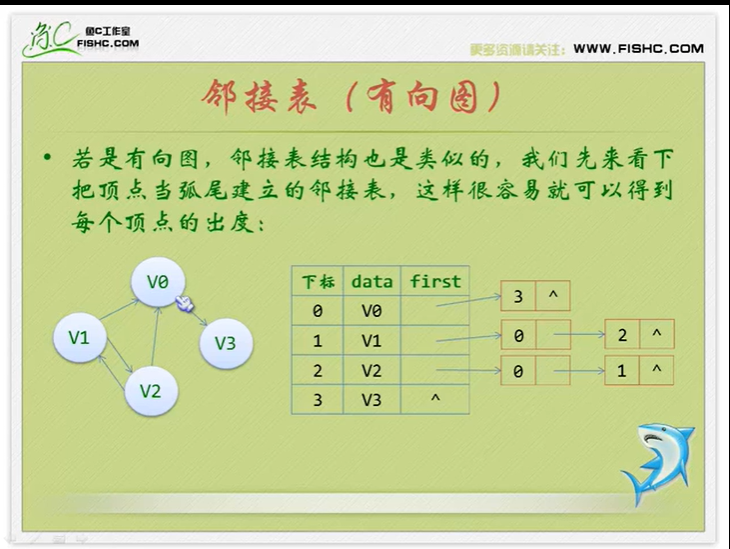 鱼C 鱼C工作室
FISHC.COM
更多资源请关注：WWW.FISHC.COM
邻接表（有向图）
• 若是有向图，邻接表结构也是类似的，我们先来看下
把顶点当弧尾建立的邻接表，这样很容易就可以得到
每个顶点的出度：
V0
V1
V3
V2
下标 data first
0 V0 3 ^
1 V1 0 2 ^
2 V2 0 1 ^
3 V3 ^